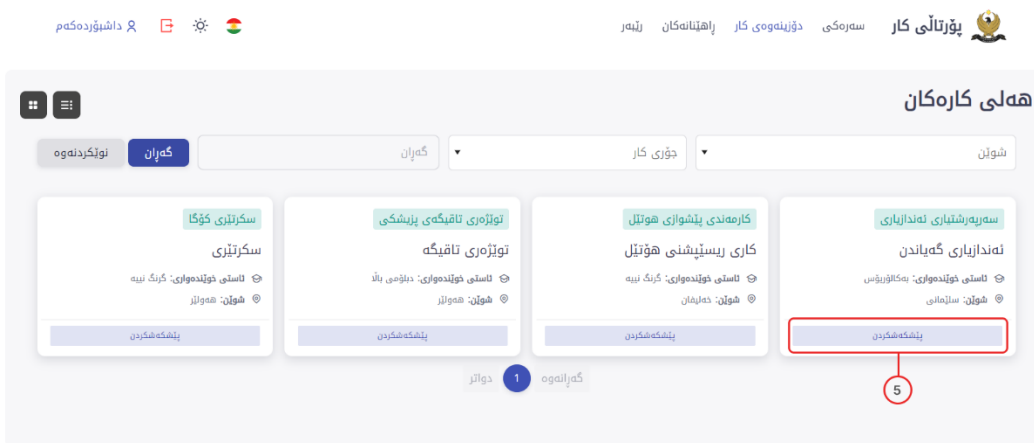 پۆرتاڵی کار
سەرەکی
دۆزینەوەی کار
ڕاهێنانەکان
ڕێبەر
داشبۆردەکەم
هەلی کارەکان
شوێن
جۆری کار
گەڕان
گەڕان
نوێکردنەوە
سەرپەرشتیاری ئەندازیاری
ئەندازیاری گەیاندن
ئاستی خوێندەواری: بەکالۆریۆس
شوێن: سلێمانی
پێشکەشکردن
کارمەندی پێشوازی هوتێل
کاری ریسێپشنی هۆتێل
ئاستی خوێندەواری: گرنگ نییە
شوێن: خەلیفان
پێشکەشکردن
توێژەری تاقیگەی پزیشکی
توێژەری تاقیگە
ئاستی خوێندەواری: دبلۆمی باڵا
شوێن: هەولێر
پێشکەشکردن
سکرتێری کۆگا
سکرتێری
ئاستی خوێندەواری: گرنگ نییە
شوێن: هەولێر
پێشکەشکردن
5
گەڕانەوە
1
دواتر